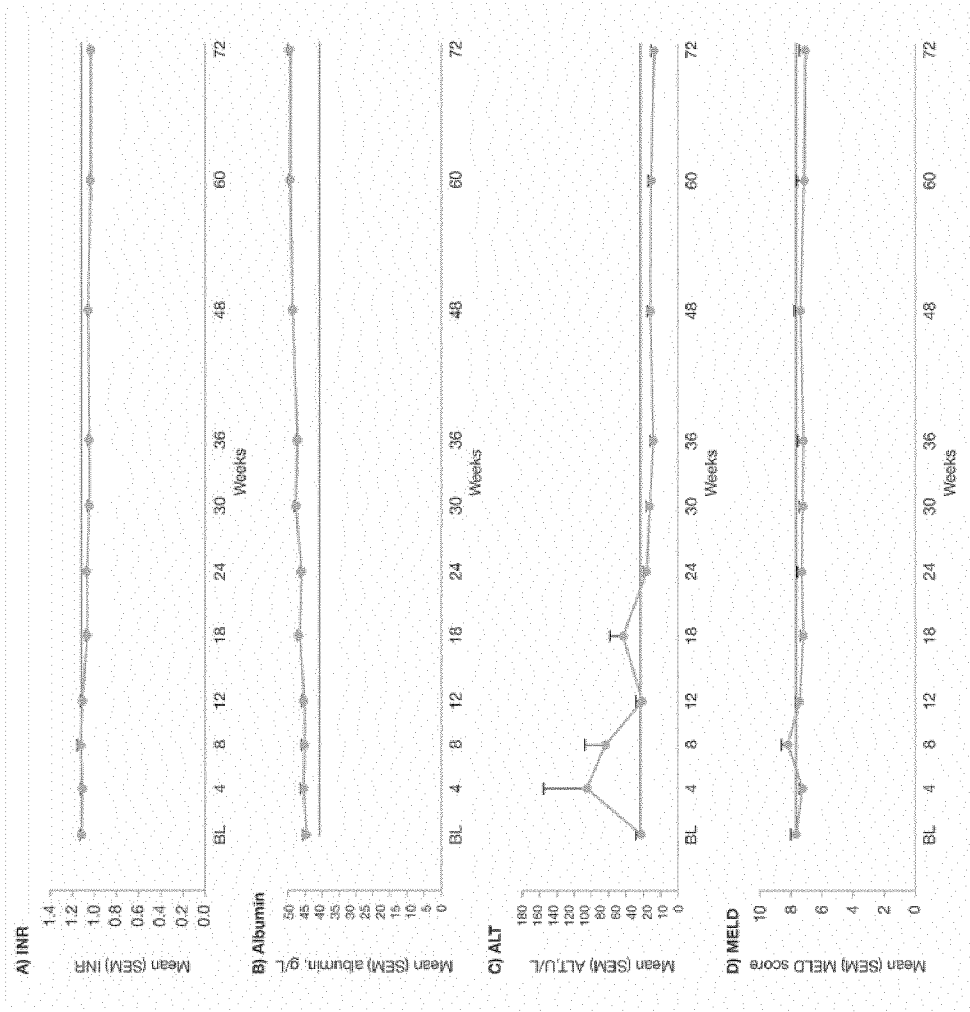 A) INR
Mean (SEM) INR
1.4
1.2
1.0
0.8
0.6
0.4
0.2
0.0
BL 4 8 12 18 24 30 36 48 60 72
Weeks
B) Albumin
Mean (SEM) albumin, g/L
50
45
40
35
30
25
20
15
10
5
0
BL 4 8 12 18 24 30 36 48 60 72
Weeks
C) ALT
Mean (SEM) ALT,U/L
180
160
140
120
100
80
60
40
20
0
BL 4 8 12 18 24 30 36 48 60 72
Weeks
D) MELD
Mean (SEM) MELD score
10
8
6
4
2
0
BL 4 8 12 18 24 30 36 48 60 72
Weeks